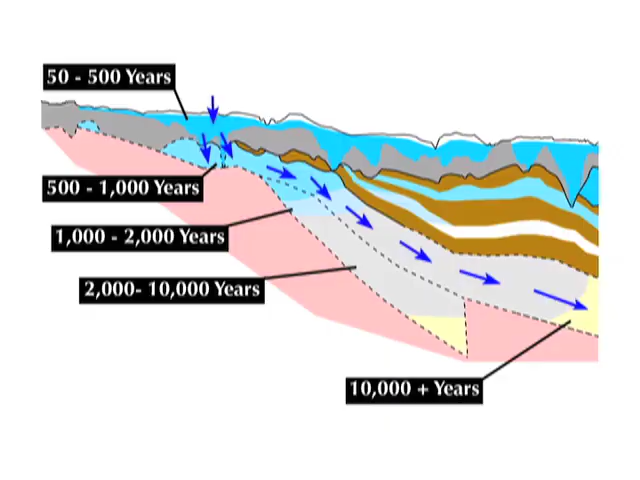 50 - 500 Years
500 - 1,000 Years
1,000 - 2,000 Years
2,000- 10,000 Years
10,000 + Years